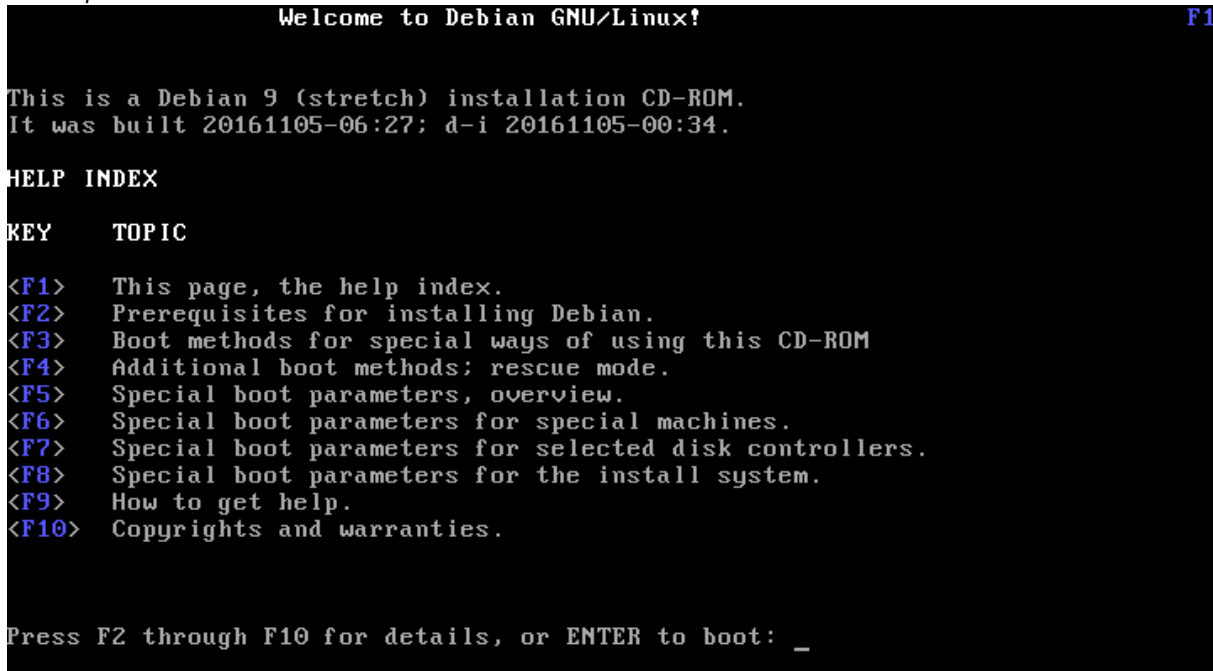 Welcome to Debian GNU/Linux! F1
This is a Debian 9 (stretch) installation CD-ROM.
It was built 20161105-06:27; d-i 20161105-00:34.
HELP INDEX
KEY TOPIC
<F1> This page, the help index.
<F2> Prerequisites for installing Debian.
<F3> Boot methods for special ways of using this CD-ROM
<F4> Additional boot methods; rescue mode.
<F5> Special boot parameters, overview.
<F6> Special boot parameters for special machines.
<F7> Special boot parameters for selected disk controllers.
<F8> Special boot parameters for the install system.
<F9> How to get help.
<F10> Copyrights and warranties.
Press F2 through F10 for details, or ENTER to boot: _